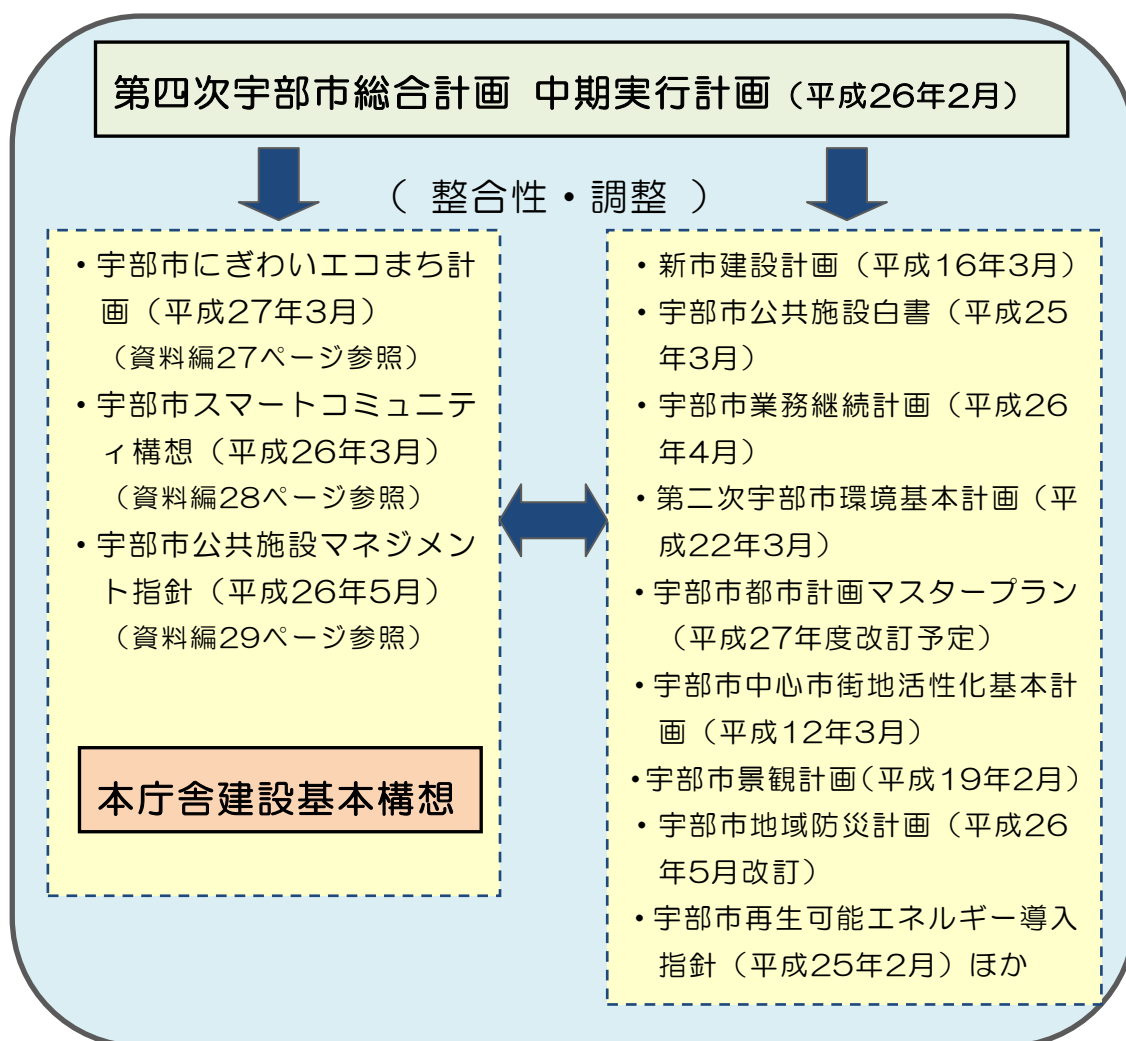 第四次宇部市総合計画 中期実行計画（平成26年2月）
（ 整合性・調整 ）
・宇部市にぎわいエコまち計
画（平成27年3月）
（資料編27ページ参照）
・宇部市スマートコミュニテ
ィ構想（平成26年3月）
（資料編28ページ参照）
・宇部市公共施設マネジメン
ト指針（平成26年5月）
（資料編29ページ参照）
本庁舎建設基本構想
・新市建設計画（平成16年3月）
・宇部市公共施設白書（平成25
年3月）
・宇部市業務継続計画（平成26
年4月）
・第二次宇部市環境基本計画（平
成22年3月）
・宇部市都市計画マスタープラン
（平成27年度改訂予定）
・宇部市中心市街地活性化基本計
画（平成12年3月）
・宇部市景観計画（平成19年2月）
・宇部市地域防災計画（平成26
年5月改訂）
・宇部市再生可能エネルギー導入
指針（平成25年2月）ほか